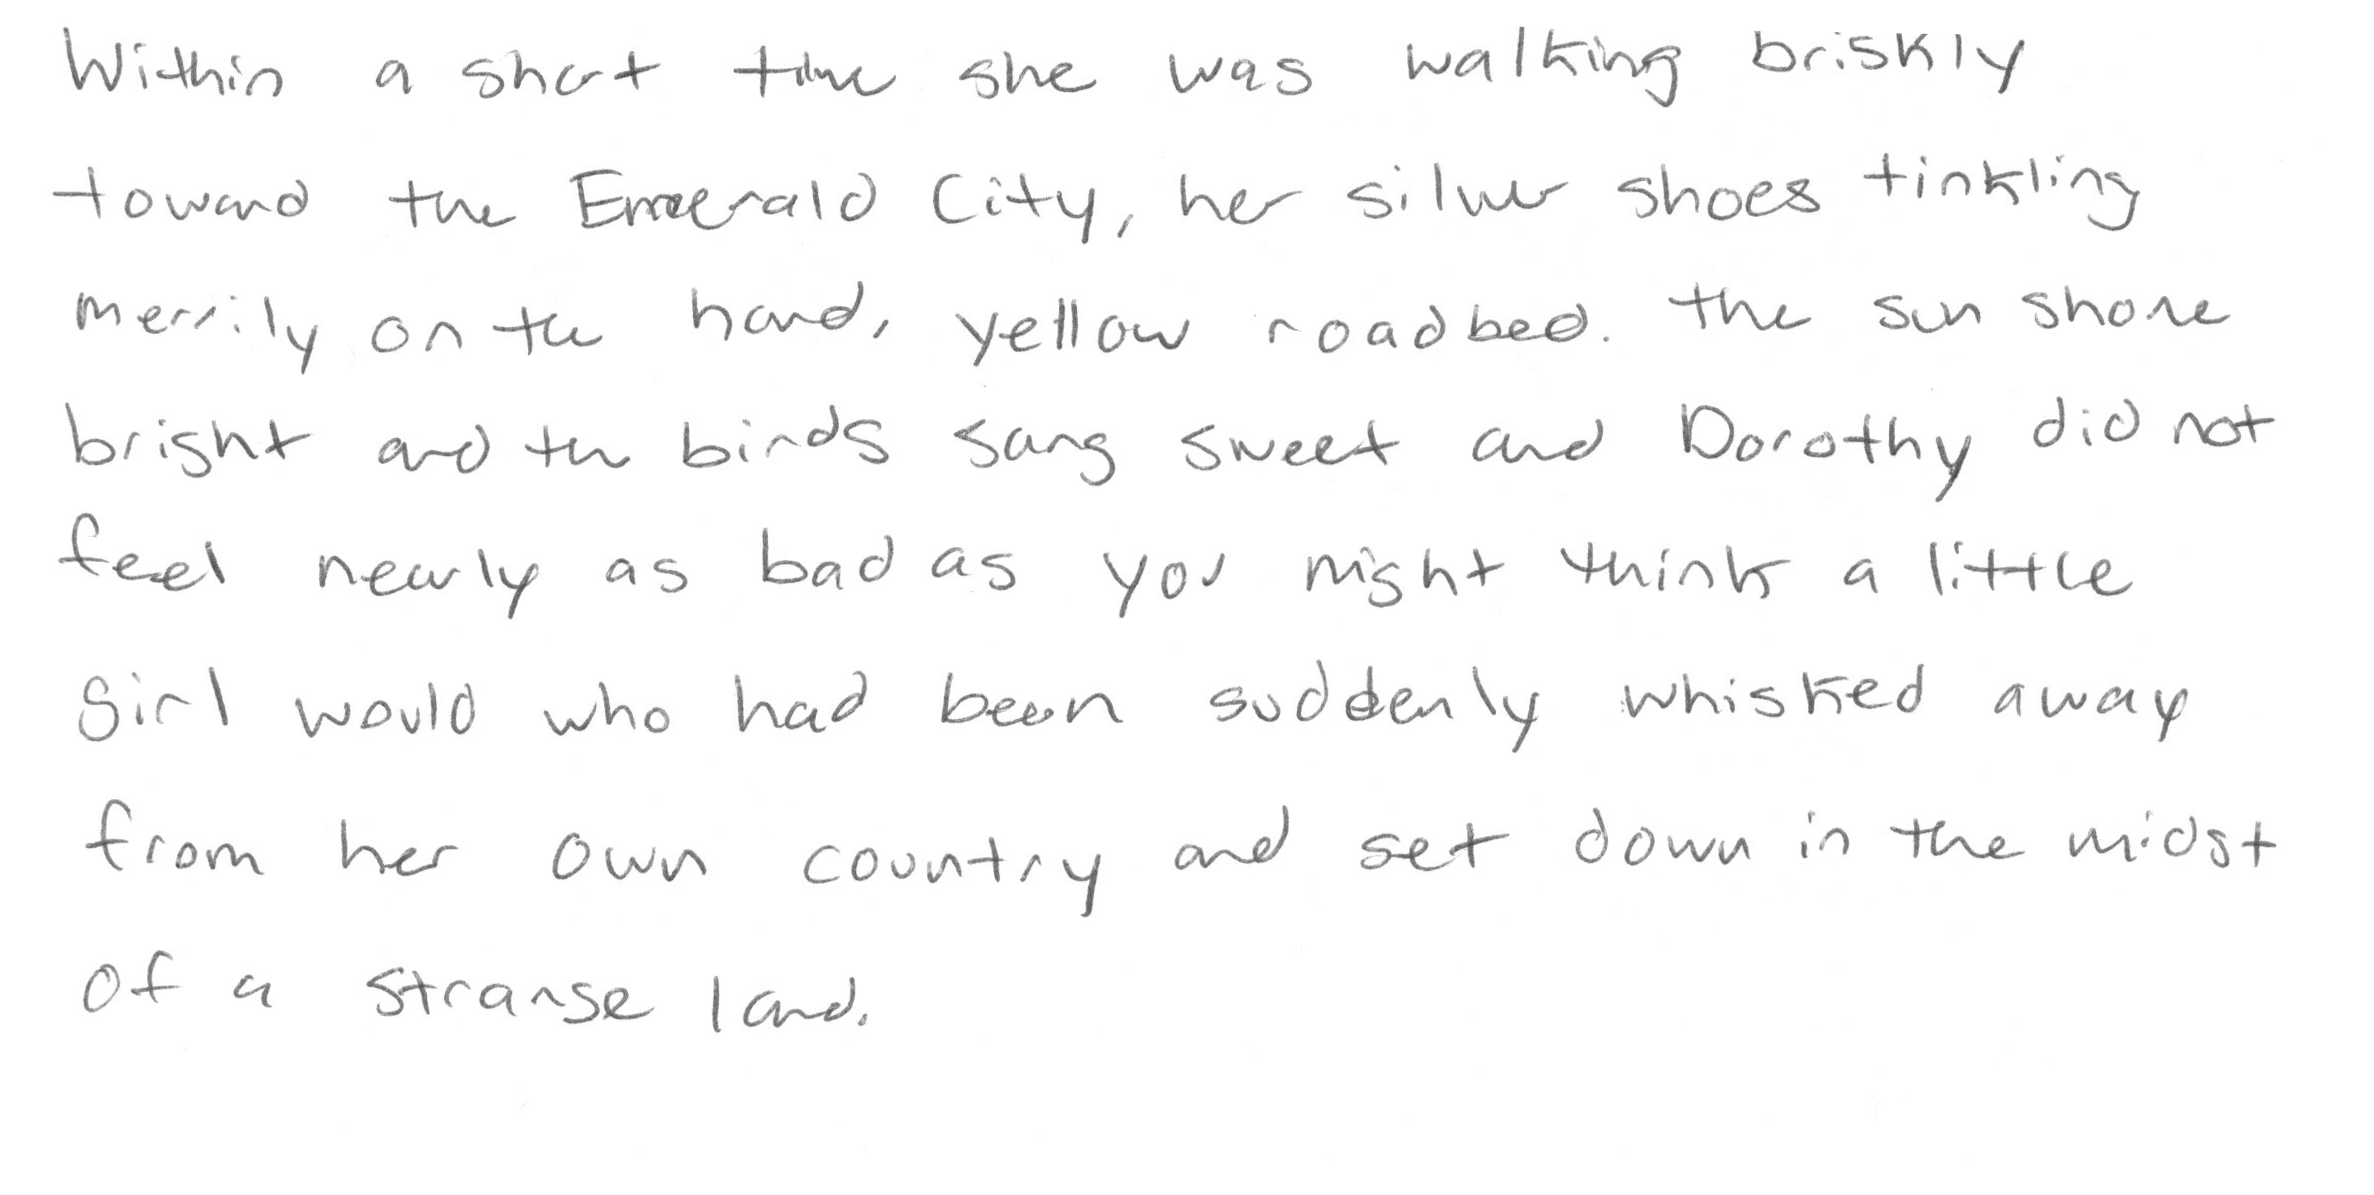 Within a short time she was walking briskly
toward the Emerald City, her silver shoes tinkling
merrily on the hard, yellow roadbed. The sun shone
bright and the birds sang sweet and Dorothy did not
feel nearly as bad as you might think a little
girl would who had been suddenly whisked away
from her own country and set down in the midst
of a strange land.